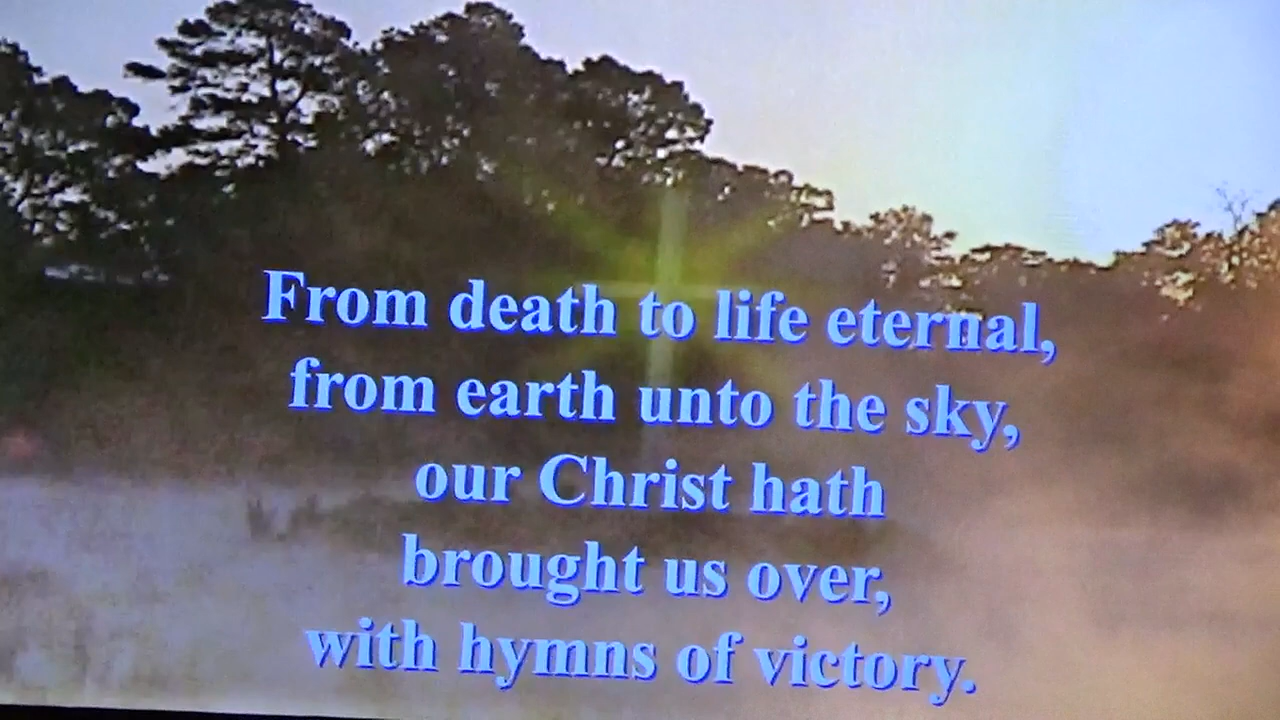 From death to life eternal,
from earth unto the sky,
our Christ hath
brought us over,
with hymns of victory.